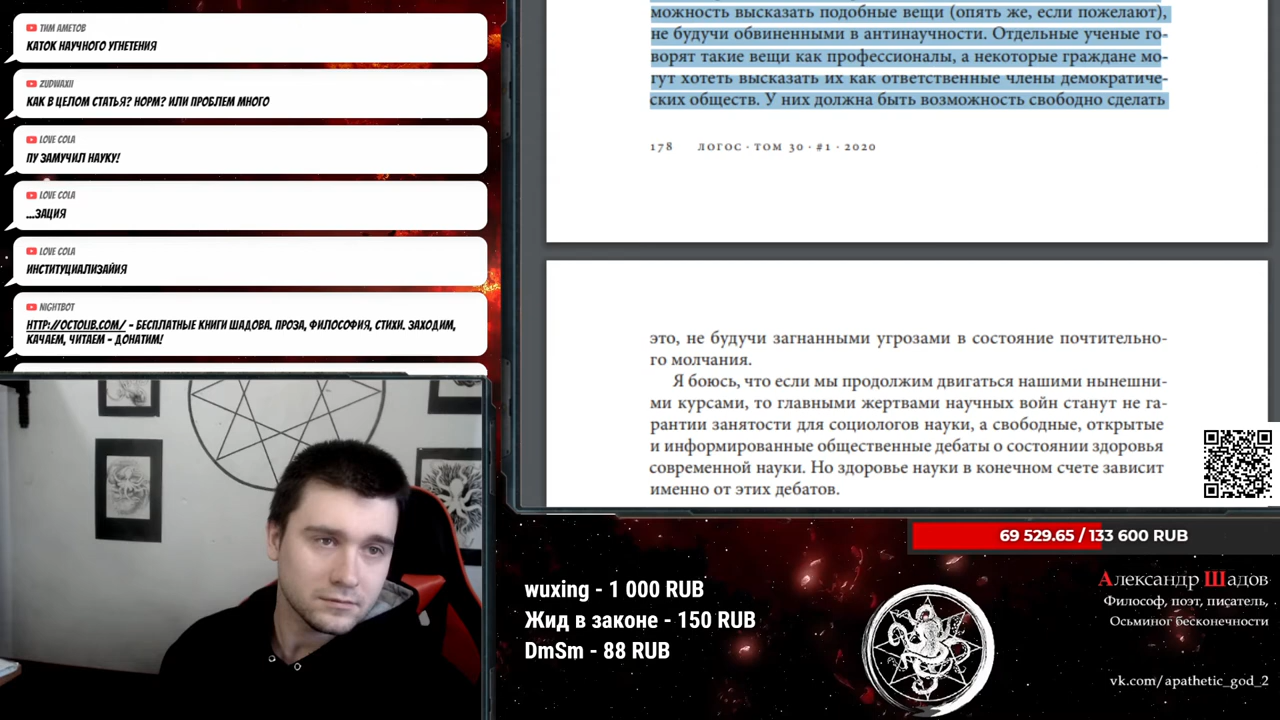 ТИМ АМЕТОВ
КАТОК НАУЧНОГО УГНЕТЕНИЯ
ZUDWAXII
КАК В ЦЕЛОМ СТАТЬЯ? НОРМ? ИЛИ ПРОБЛЕМ МНОГО
LOVE COLA
ПУ ЗАМУЧИЛ НАУКУ!
LOVE COLA
...ЗАЦИЯ
LOVE COLA
ИНСТИТУЦИАЛИЗАЙИЯ
NIGHTBOT
HTTP://OCTOLIB.COM/ - БЕСПЛАТНЫЕ КНИГИ ШАДОВА. ПРОЗА, ФИЛОСОФИЯ, СТИХИ. ЗАХОДИМ,
КАЧАЕМ, ЧИТАЕМ - ДОНАТИМ!
можность высказать подобные вещи (опять же, если пожелают),
не будучи обвиненными в антинаучности. Отдельные ученые го-
ворят такие вещи как профессионалы, а некоторые граждане мо-
гут хотеть высказать их как ответственные члены демократиче-
ских обществ. У них должна быть возможность свободно сделать
178 ЛОГОС · ТОМ 30 · #1 · 2020
это, не будучи загнанными угрозами в состояние почтительно-
го молчания.
Я боюсь, что если мы продолжим двигаться нашими нынешни-
ми курсами, то главными жертвами научных войн станут не га-
рантии занятости для социологов науки, а свободные, открытые
и информированные общественные дебаты о состоянии здоровья
современной науки. Но здоровье науки в конечном счете зависит
именно от этих дебатов.
69 529.65 / 133 600 RUB
wuxing - 1 000 RUB
Жид в законе - 150 RUB
DmSm - 88 RUB
Александр Шадов
Философ, поэт, писатель,
Осьминог бесконечности
vk.com/apathetic_god_2